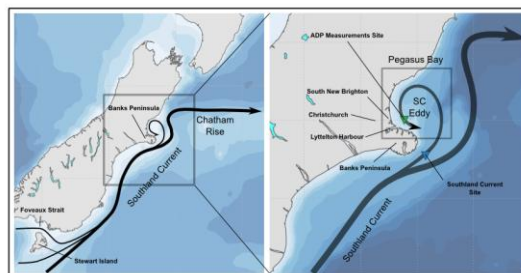 Banks Peninsula
Chatham
Rise
Southland Current
Foveaux Strait
Stewart Island
ADP Measurements Site
Pegasus Bay
South New Brighton
SC
Eddy
Christchurch
Lyttelton Harbour
Banks Peninsula
Southland Current
Site
Southland Current